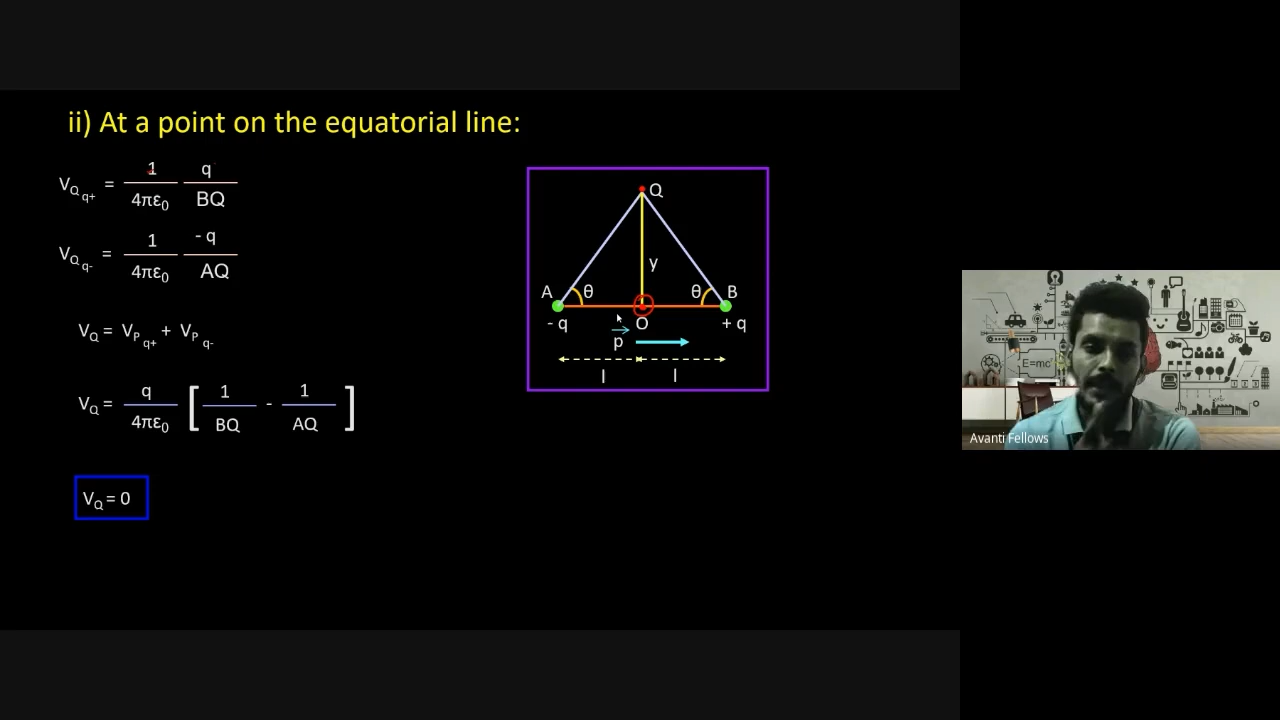 ii) At a point on the equatorial line:
V_Q q+ = 1/4πε0 q/BQ
V_Q q- = 1/4πε0 - q/AQ
V_Q = V_P q+ + V_P q-
V_Q = q/4πε0 [ 1/BQ - 1/AQ ]
V_Q = 0
Q
y
A θ θ B
- q O + q
p
l l
E=mc²
Avanti Fellows